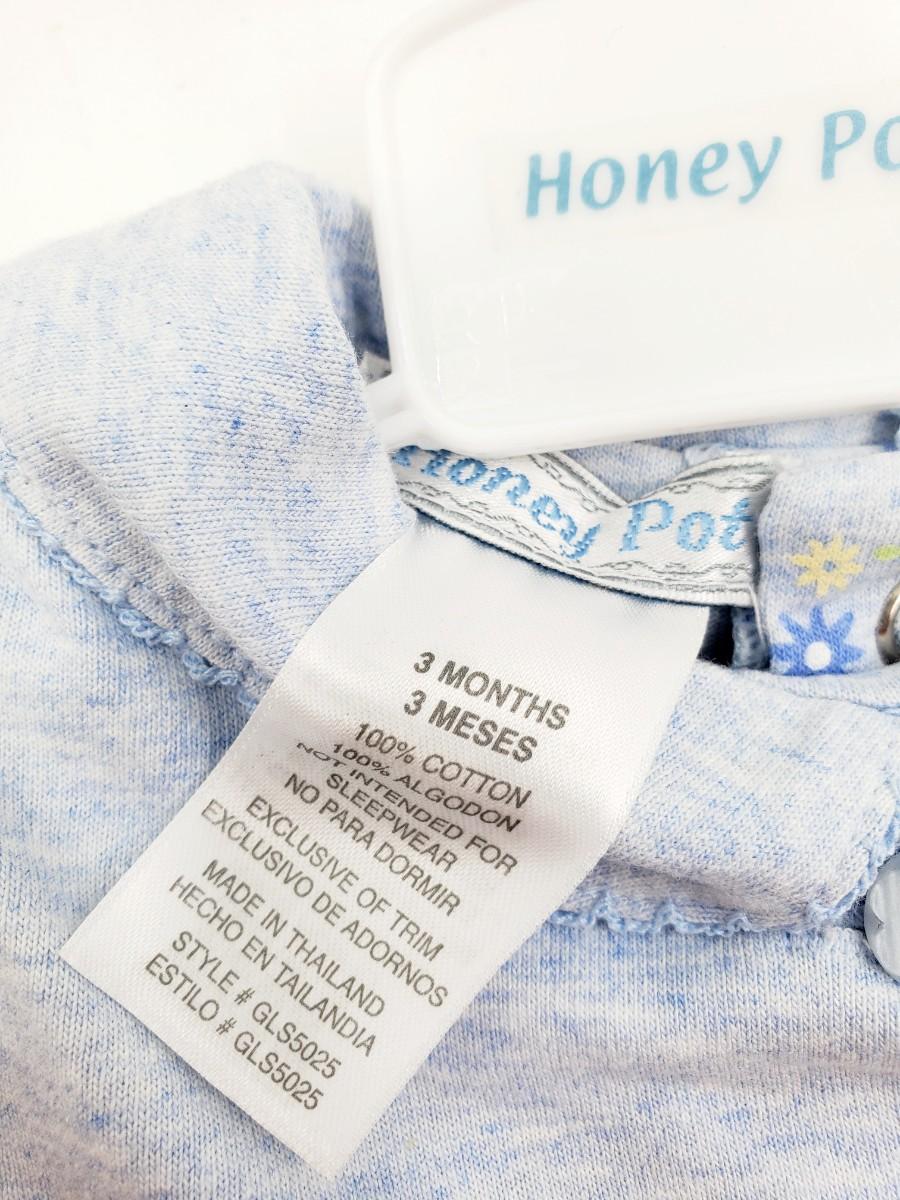 Honey Po
Honey Pot
3 MONTHS
3 MESES
100% COTTON
100% ALGODON
NOT INTENDED FOR
SLEEPWEAR
NO PARA DORMIR
EXCLUSIVE OF TRIM
EXCLUSIVO DE ADORNOS
MADE IN THAILAND
HECHO EN TAILANDIA
STYLE # GLS5025
ESTILO # GLS5025